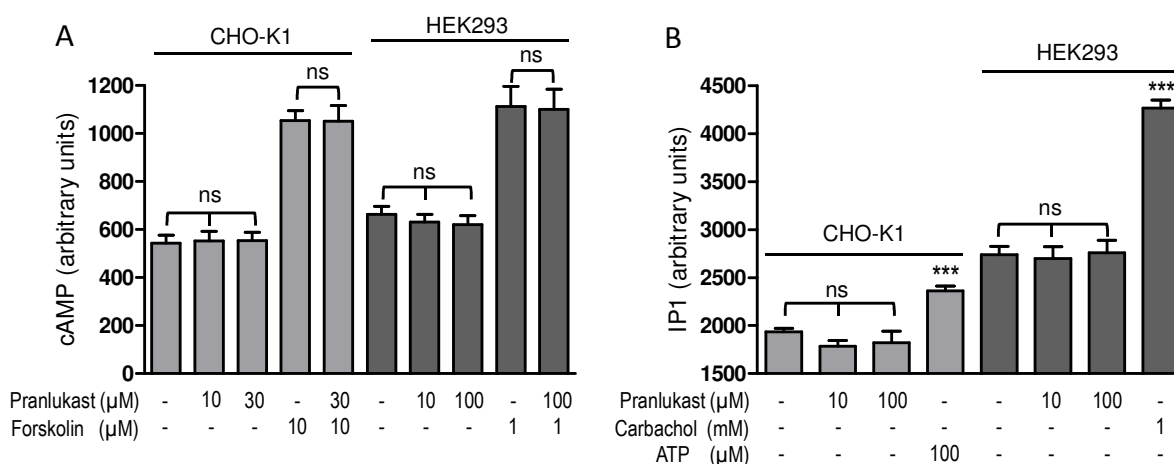 A
CHO-K1
HEK293
ns
ns
ns
ns
cAMP (arbitrary units)
1200
1000
800
600
400
200
0
Pranlukast (µM) - 10 30 - 30 - 10 100 - 100
Forskolin (µM) - - - 10 10 - - - 1 1
B
HEK293
CHO-K1
***
***
ns
ns
IP1 (arbitrary units)
4500
4000
3500
3000
2500
2000
1500
Pranlukast (µM) - 10 100 - - 10 100 -
Carbachol (mM) - - - - - - - 1
ATP (µM) - - - 100 - - - -